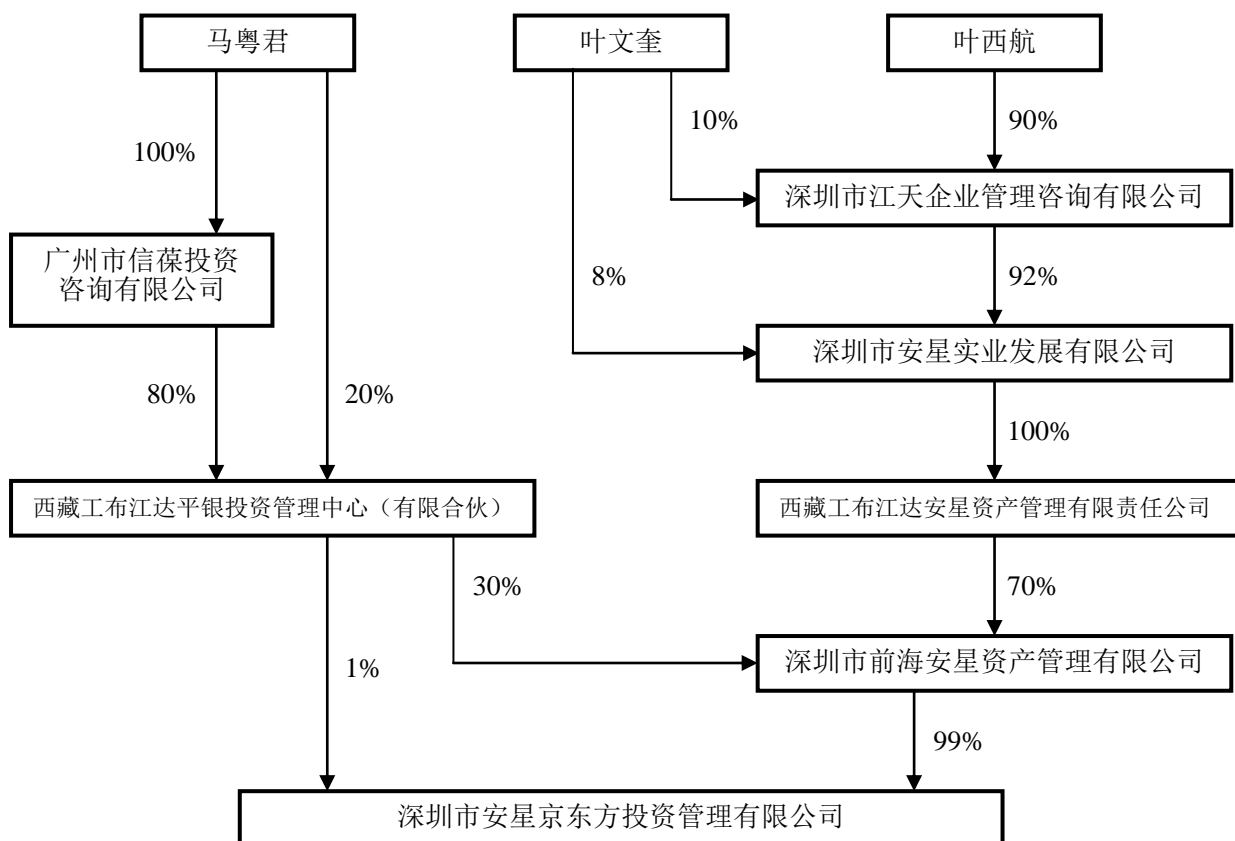 马粤君
叶文奎
叶西航
10%
90%
100%
深圳市江天企业管理咨询有限公司
广州市信葆投资
咨询有限公司
8%
92%
深圳市安星实业发展有限公司
80%
20%
100%
西藏工布江达平银投资管理中心（有限合伙）
西藏工布江达安星资产管理有限责任公司
30%
70%
1%
深圳市前海安星资产管理有限公司
99%
深圳市安星京东方投资管理有限公司